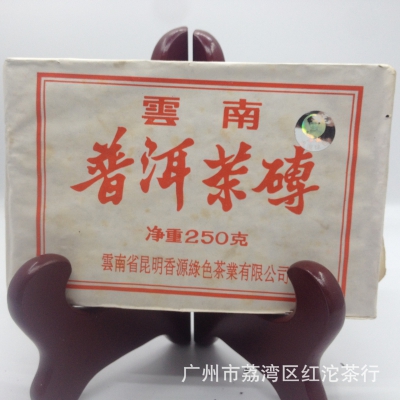 雲南
普洱茶磚
净重250克
雲南省昆明香源綠色茶業有限公司
广州市荔湾区红沱茶行